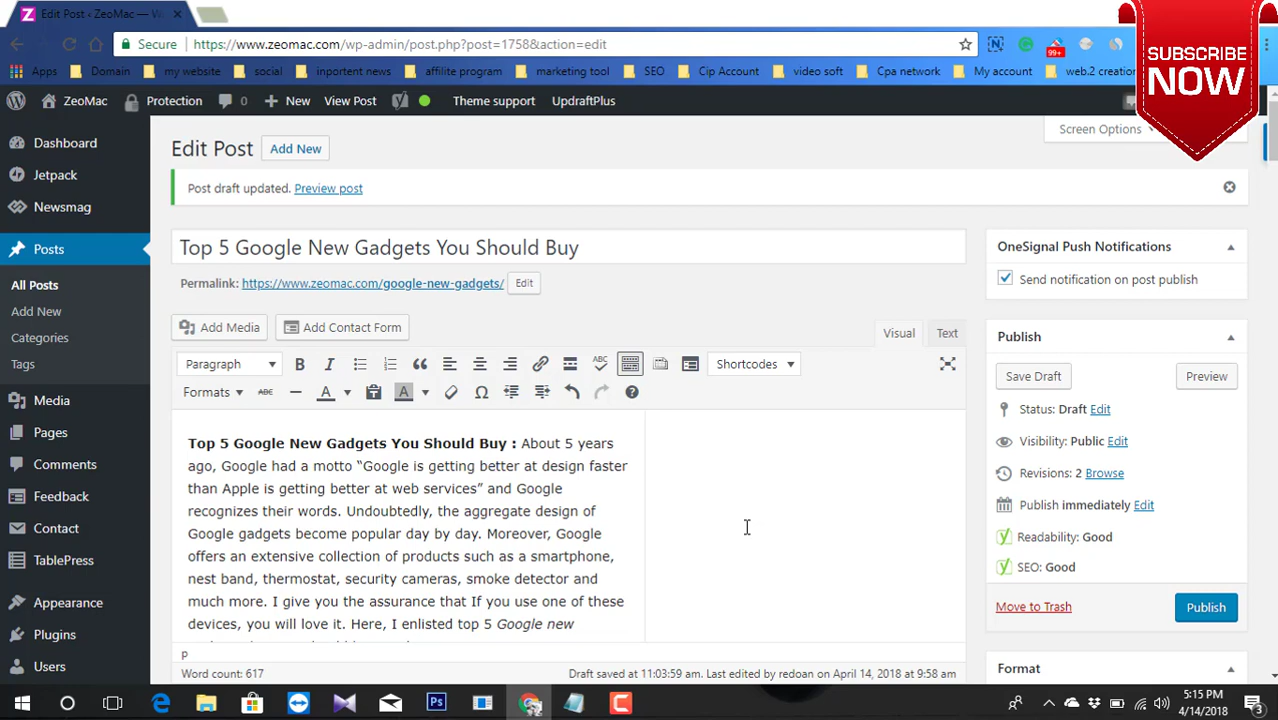 Edit Post ‹ ZeoMac — W
Secure https://www.zeomac.com/wp-admin/post.php?post=1758&action=edit
99+
Apps Domain my website social inportent news affilite program marketing tool SEO Cip Account video soft Cpa network My account web.2 creation
SUBSCRIBE
NOW
ZeoMac Protection 0 New View Post Theme support UpdraftPlus
Screen Options
Dashboard
Jetpack
Newsmag
Posts
All Posts
Add New
Categories
Tags
Media
Pages
Comments
Feedback
Contact
TablePress
Appearance
Plugins
Users
Edit Post Add New
Post draft updated. Preview post
Top 5 Google New Gadgets You Should Buy
Permalink: https://www.zeomac.com/google-new-gadgets/ Edit
Add Media Add Contact Form
Visual Text
Paragraph B I ABC Shortcodes
Formats ABC A A Ω
Top 5 Google New Gadgets You Should Buy : About 5 years
ago, Google had a motto “Google is getting better at design faster
than Apple is getting better at web services” and Google
recognizes their words. Undoubtedly, the aggregate design of
Google gadgets become popular day by day. Moreover, Google
offers an extensive collection of products such as a smartphone,
nest band, thermostat, security cameras, smoke detector and
much more. I give you the assurance that If you use one of these
devices, you will love it. Here, I enlisted top 5 Google new
p
Word count: 617 Draft saved at 11:03:59 am. Last edited by redoan on April 14, 2018 at 9:58 am
OneSignal Push Notifications
Send notification on post publish
Publish
Save Draft Preview
Status: Draft Edit
Visibility: Public Edit
Revisions: 2 Browse
Publish immediately Edit
Readability: Good
SEO: Good
Move to Trash Publish
Format
Ps
5:15 PM
4/14/2018
3